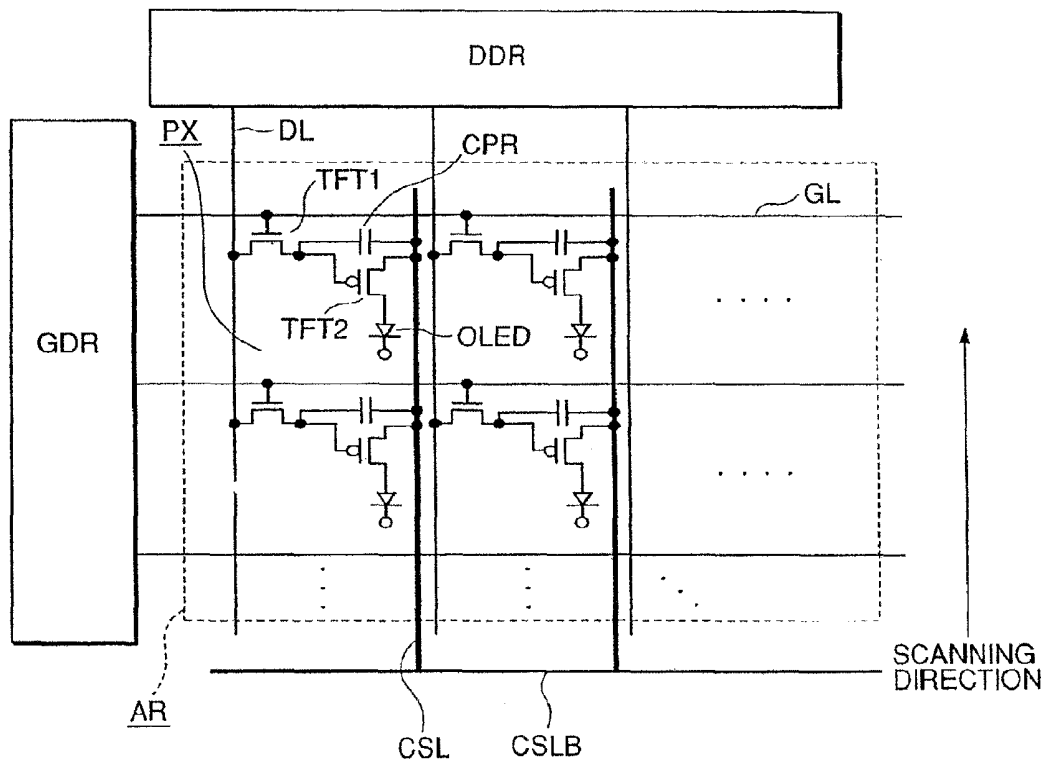 DDR
PX
DL
CPR
TFT1
GL
GDR
TFT2
OLED
SCANNING
DIRECTION
AR
CSL
CSLB